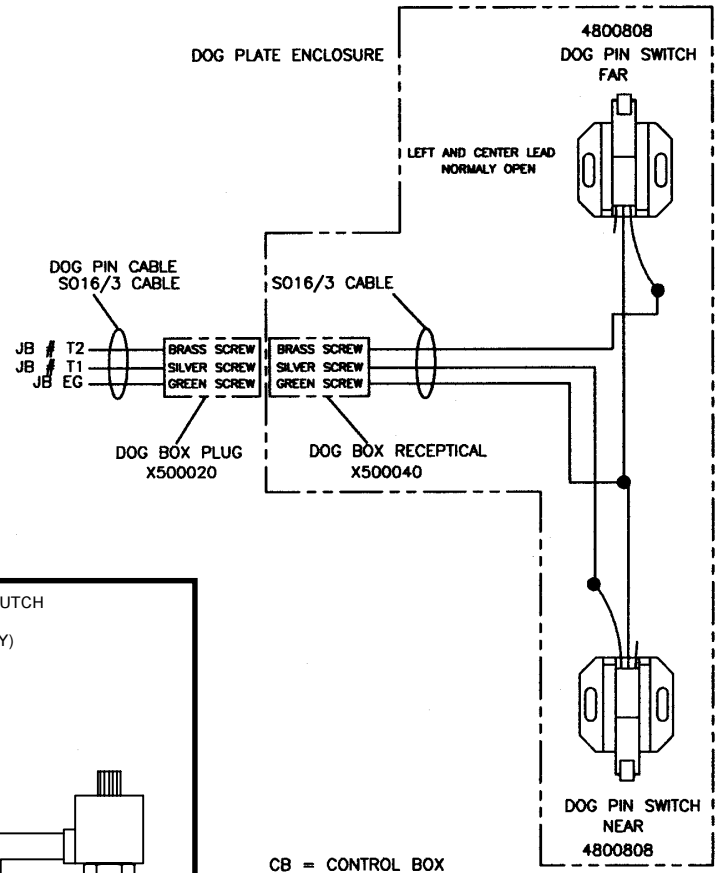 4800808
DOG PLATE ENCLOSURE
DOG PIN SWITCH
FAR
LEFT AND CENTER LEAD
NORMALY OPEN
DOG PIN CABLE
SO16/3 CABLE
SO16/3 CABLE
JB # T2
JB # T1
JB EG
BRASS SCREW
SILVER SCREW
GREEN SCREW
BRASS SCREW
SILVER SCREW
GREEN SCREW
DOG BOX PLUG
X500020
DOG BOX RECEPTICAL
X500040
UTCH
Y)
DOG PIN SWITCH
NEAR
4800808
CB = CONTROL BOX